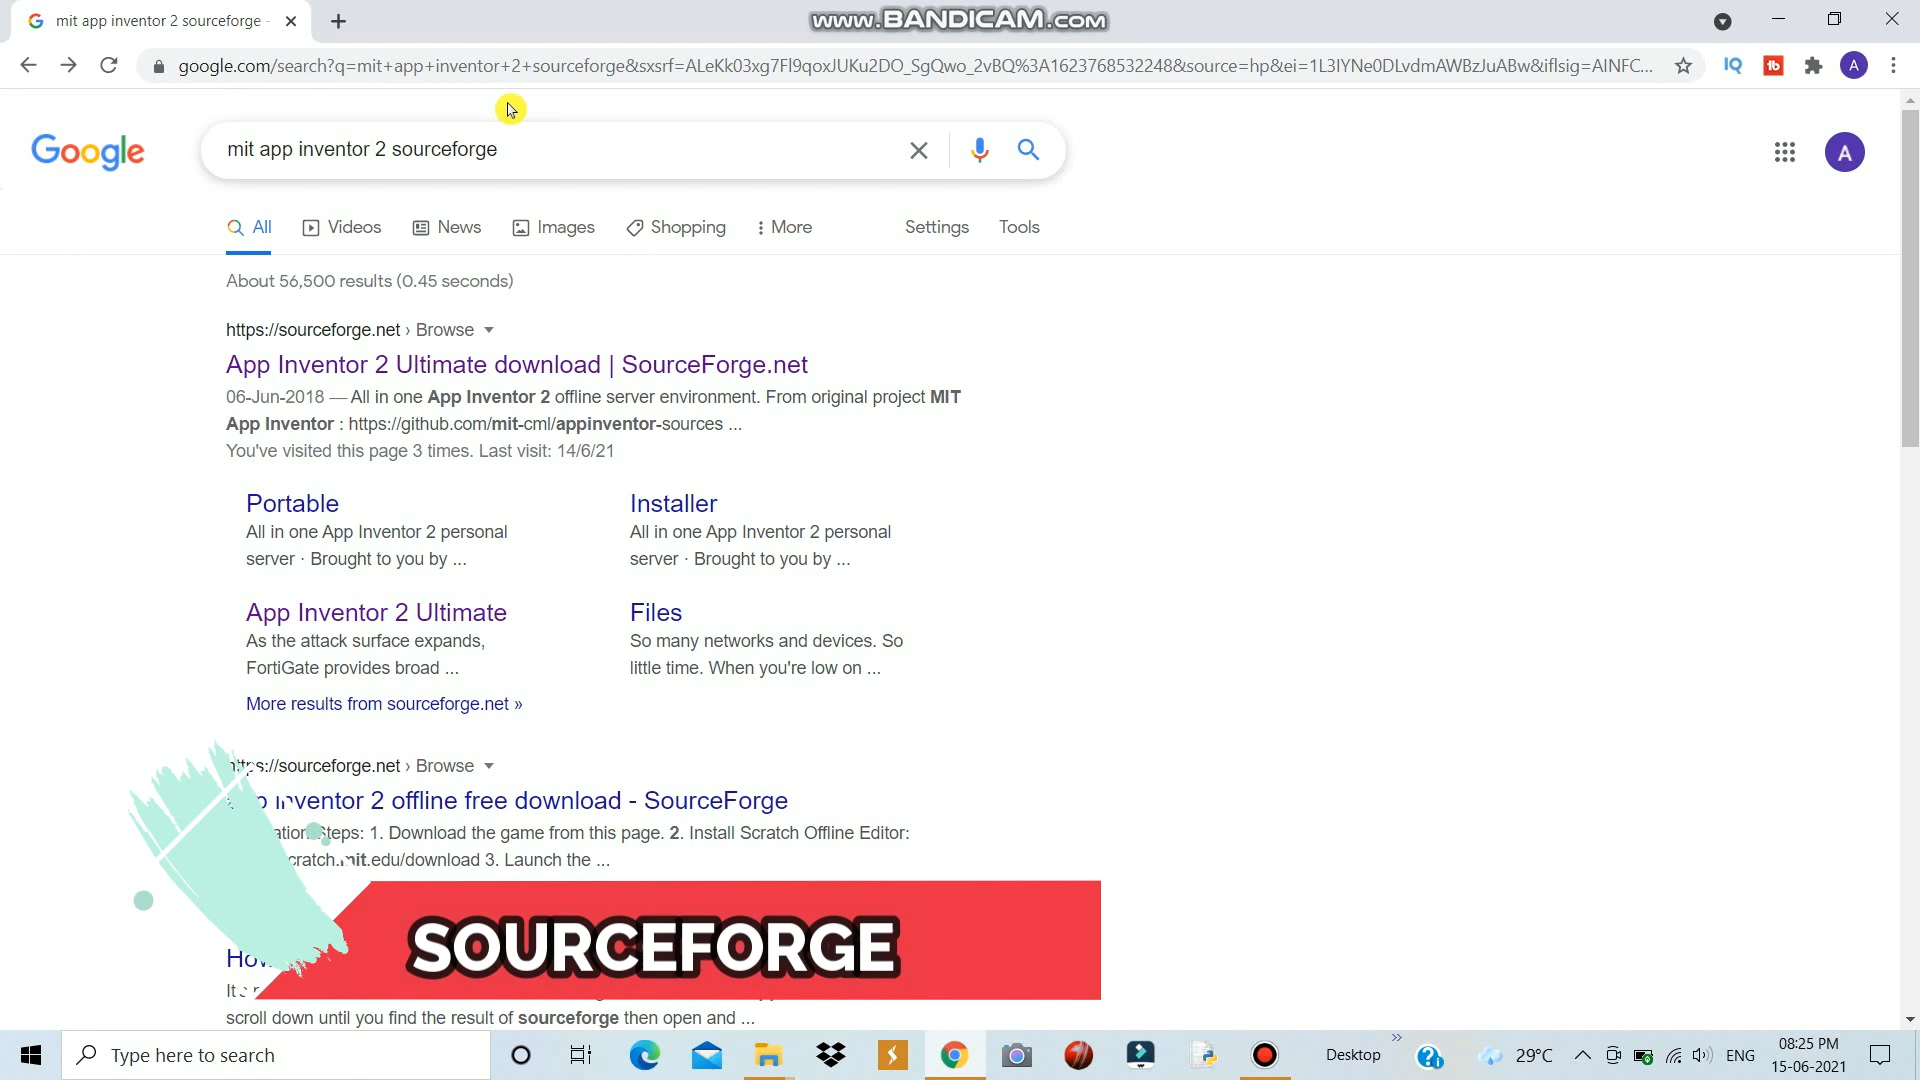 mit app inventor 2 sourceforge -
www.BANDICAM.com
google.com/search?q=mit+app+inventor+2+sourceforge&sxsrf=ALeKk03xg7Fl9qoxJUKu2DO_SgQwo_2vBQ%3A1623768532248&source=hp&ei=1L3IYNe0DLvdmAWBzJuABw&iflsig=AINFC...
IQ
tb
A
Google
mit app inventor 2 sourceforge
A
All
Videos
News
Images
Shopping
More
Settings
Tools
About 56,500 results (0.45 seconds)
https://sourceforge.net › Browse
App Inventor 2 Ultimate download | SourceForge.net
06-Jun-2018 — All in one App Inventor 2 offline server environment. From original project MIT
App Inventor : https://github.com/mit-cml/appinventor-sources ...
You've visited this page 3 times. Last visit: 14/6/21
Portable
All in one App Inventor 2 personal
server · Brought to you by ...
Installer
All in one App Inventor 2 personal
server · Brought to you by ...
App Inventor 2 Ultimate
As the attack surface expands,
FortiGate provides broad ...
Files
So many networks and devices. So
little time. When you're low on ...
More results from sourceforge.net »
https://sourceforge.net › Browse
inventor 2 offline free download - SourceForge
Steps: 1. Download the game from this page. 2. Install Scratch Offline Editor:
scratch.mit.edu/download 3. Launch the ...
SOURCEFORGE
scroll down until you find the result of sourceforge then open and ...
Type here to search
Desktop
29°C
ENG
08:25 PM
15-06-2021